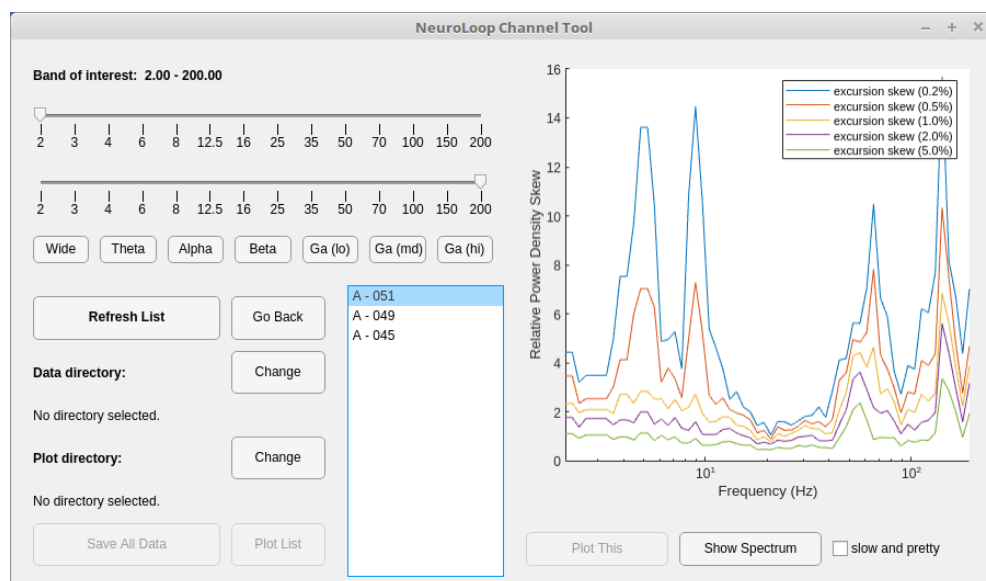 NeuroLoop Channel Tool
Band of interest: 2.00 - 200.00
2 3 4 6 8 12.5 16 25 35 50 70 100 150 200
2 3 4 6 8 12.5 16 25 35 50 70 100 150 200
Wide Theta Alpha Beta Ga (lo) Ga (md) Ga (hi)
Refresh List Go Back
Data directory: Change
No directory selected.
Plot directory: Change
No directory selected.
Save All Data Plot List
A - 051
A - 049
A - 045
16
14
12
10
8
6
4
2
0
Relative Power Density Skew
excursion skew (0.2%)
excursion skew (0.5%)
excursion skew (1.0%)
excursion skew (2.0%)
excursion skew (5.0%)
10¹ 10²
Frequency (Hz)
Plot This Show Spectrum slow and pretty